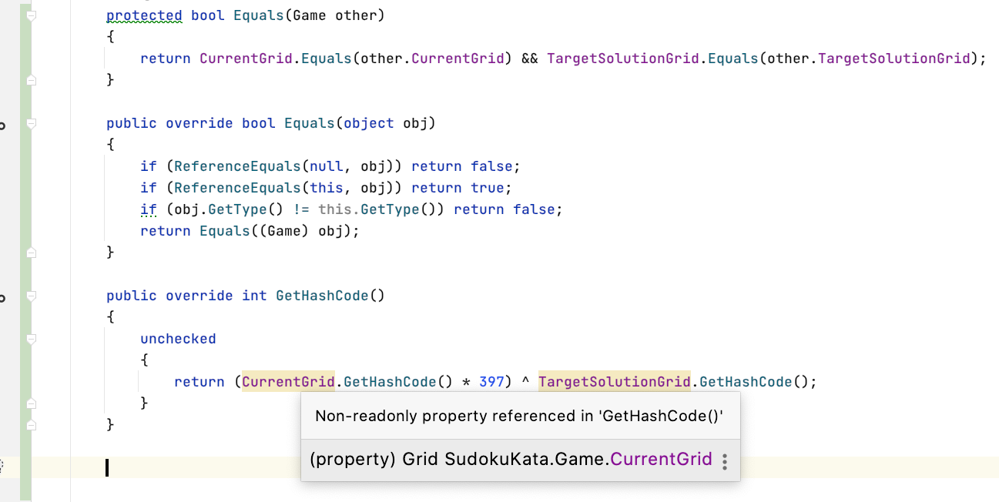 protected bool Equals(Game other)
{
return CurrentGrid.Equals(other.CurrentGrid) && TargetSolutionGrid.Equals(other.TargetSolutionGrid);
}
public override bool Equals(object obj)
{
if (ReferenceEquals(null, obj)) return false;
if (ReferenceEquals(this, obj)) return true;
if (obj.GetType() != this.GetType()) return false;
return Equals((Game) obj);
}
public override int GetHashCode()
{
unchecked
{
return (CurrentGrid.GetHashCode() * 397) ^ TargetSolutionGrid.GetHashCode();
}
}
Non-readonly property referenced in 'GetHashCode()'
(property) Grid SudokuKata.Game.CurrentGrid